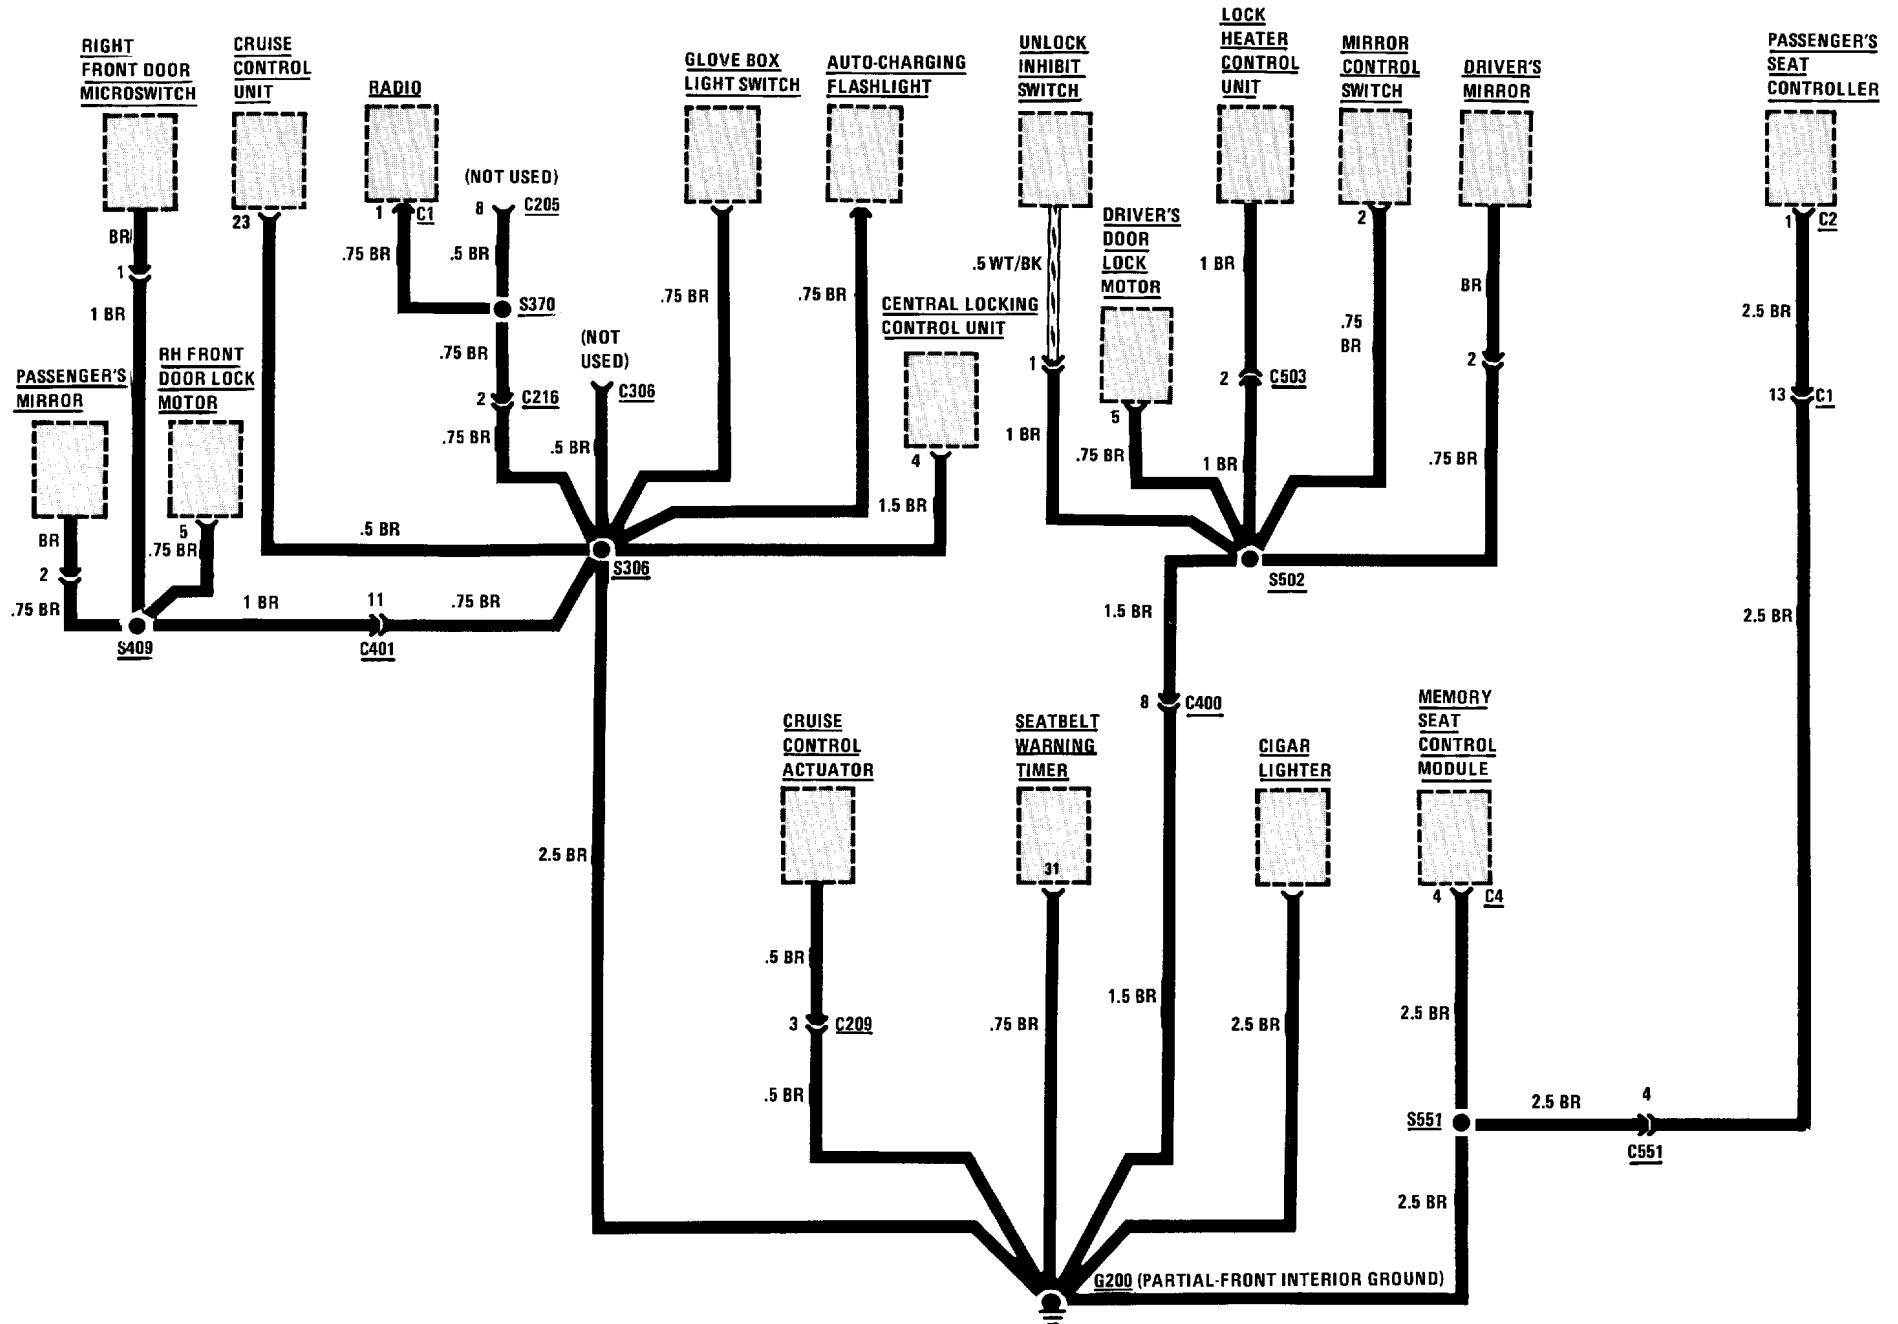 RIGHT
FRONT DOOR
MICROSWITCH
CRUISE
CONTROL
UNIT
RADIO
GLOVE BOX
LIGHT SWITCH
AUTO-CHARGING
FLASHLIGHT
UNLOCK
INHIBIT
SWITCH
LOCK
HEATER
CONTROL
UNIT
MIRROR
CONTROL
SWITCH
DRIVER'S
MIRROR
PASSENGER'S
SEAT
CONTROLLER
BR
1
1 BR
23
1
C1
.75 BR
(NOT USED)
8
C205
.5 BR
S370
.75 BR
2
C216
.75 BR
(NOT
USED)
C306
.5 BR
.75 BR
.75 BR
CENTRAL LOCKING
CONTROL UNIT
4
1.5 BR
.5 WT/BK
1
1 BR
DRIVER'S
DOOR
LOCK
MOTOR
5
.75 BR
1 BR
2
C503
1 BR
2
.75
BR
BR
2
.75 BR
1
C2
2.5 BR
13
C1
2.5 BR
PASSENGER'S
MIRROR
RH FRONT
DOOR LOCK
MOTOR
BR
2
.75 BR
5
.75 BR
.5 BR
S306
S409
1 BR
11
C401
.75 BR
S502
1.5 BR
8
C400
2.5 BR
CRUISE
CONTROL
ACTUATOR
SEATBELT
WARNING
TIMER
CIGAR
LIGHTER
MEMORY
SEAT
CONTROL
MODULE
31
4
C4
.5 BR
3
C209
.5 BR
.75 BR
1.5 BR
2.5 BR
2.5 BR
S551
2.5 BR
4
C551
2.5 BR
G200 (PARTIAL-FRONT INTERIOR GROUND)